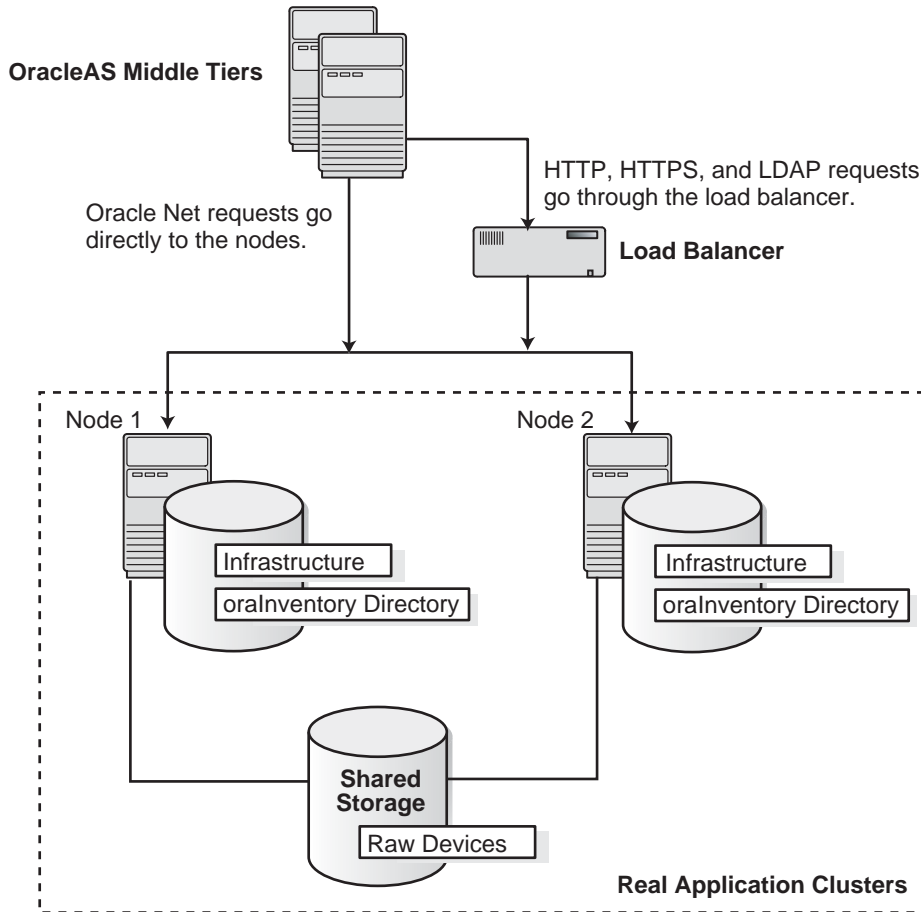 OracleAS Middle Tiers
HTTP, HTTPS, and LDAP requests
go through the load balancer.
Oracle Net requests go
directly to the nodes.
Load Balancer
Node 1
Node 2
Infrastructure
oraInventory Directory
Infrastructure
oraInventory Directory
Shared
Storage
Raw Devices
Real Application Clusters